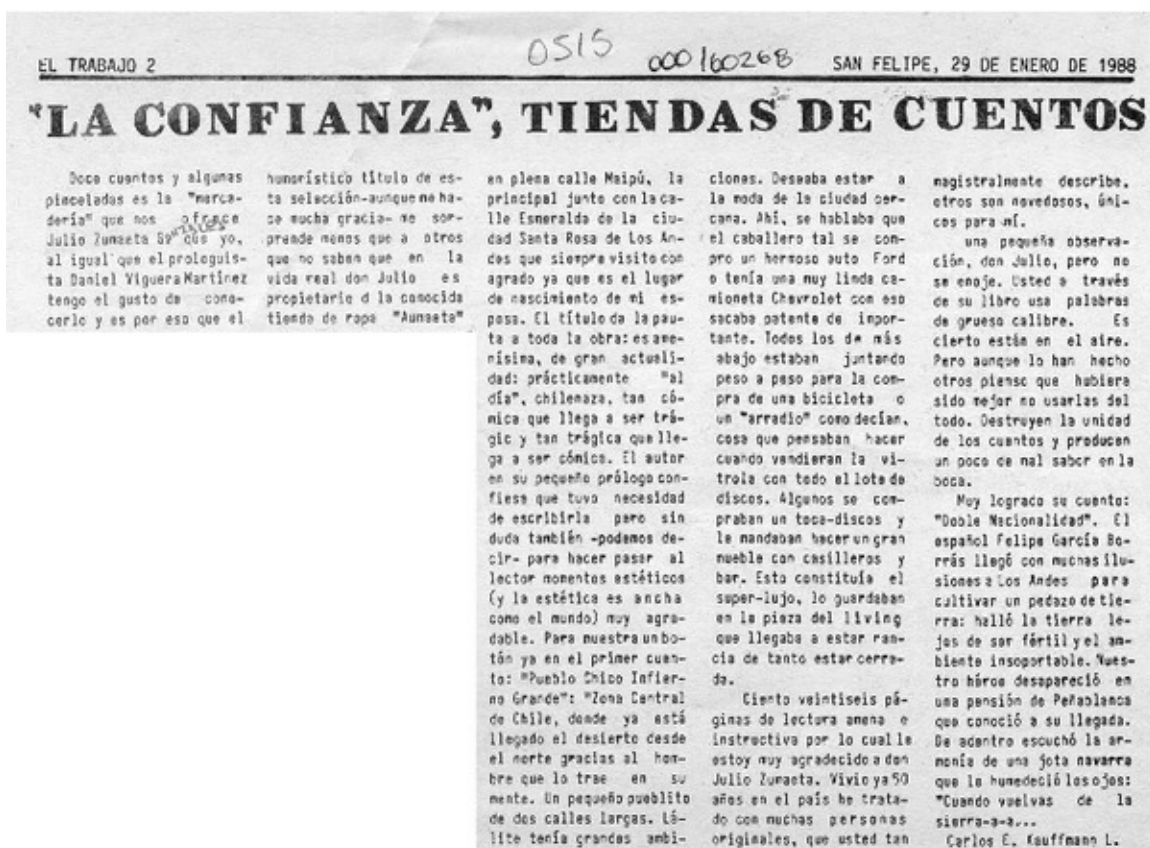 0515
000160268
EL TRABAJO 2
SAN FELIPE, 29 DE ENERO DE 1988
"LA CONFIANZA", TIENDAS DE CUENTOS
Doce cuentos y algunas
pinceladas es la "merca-
dería" que nos ofrece
GONZALES
Julio Zumaeta que yo,
al igual que el prologuis-
ta Daniel Viguera Martínez
tengo el gusto de cono-
cerlo y es por eso que el
humorístico título de es-
ta selección-aunque me ha-
ce mucha gracia- me sor-
prende menos que a otros
que no saben que en la
vida real don Julio es
propietario d la conocida
tienda de ropa "Aumaeta"
en plena calle Maipú, la
principal junto con la ca-
lle Esmeralda de la ciu-
dad Santa Rosa de Los An-
des que siempre visito con
agrado ya que es el lugar
de nascimiento de mi es-
posa. El título da la pau-
ta a toda la obra: es ame-
nísima, de gran actuali-
dad: prácticamente "al
día", chilenaza, tan có-
mica que llega a ser trá-
gic y tan trágica que lle-
ga a ser cómica. El autor
en su pequeño prólogo con-
fiesa que tuvo necesidad
de escribirla pero sin
duda también -podemos de-
cir- para hacer pasar al
lector momentos estéticos
(y la estética es ancha
como el mundo) muy agra-
dable. Para muestra un bo-
tón ya en el primer cuen-
to: "Pueblo Chico Infier-
no Grande": "Zona Central
de Chile, donde ya está
llegado el desierto desde
el norte gracias al hom-
bre que lo trae en su
mente. Un pequeño pueblito
de dos calles largas. Lá-
lite tenía grandes ambi-
ciones. Deseaba estar a
la moda de la ciudad cer-
cana. Ahí, se hablaba que
el caballero tal se com-
pró un hermoso auto Ford
o tenía una muy linda ca-
mioneta Chevrolet con eso
sacaba patente de impor-
tante. Todos los de más
abajo estaban juntando
peso a peso para la com-
pra de una bicicleta o
un "arradio" como decían,
cosa que pensaban hacer
cuando vendieran la vi-
trola con todo el lote de
discos. Algunos se com-
praban un toca-discos y
le mandaban hacer un gran
mueble con casilleros y
bar. Esto constituía el
super-lujo, lo guardaban
en la pieza del living
que llegaba a estar ran-
cia de tanto estar cerra-
da.
Ciento veintiseis pá-
ginas de lectura amena e
instructiva por lo cual le
estoy muy agradecido a don
Julio Zumaeta. Vivio ya 50
años en el país he trata-
do con muchas personas
originales, que usted tan
magistralmente describe,
otros son novedosos, úni-
cos para mí.
una pequeña observa-
ción, don Julio, pero no
se enoje. Usted a través
de su libro usa palabras
de grueso calibre. Es
cierto están en el aire.
Pero aunque lo han hecho
otros pienso que hubiera
sido mejor no usarlas del
todo. Destruyen la unidad
de los cuentos y producen
un poco de mal sabor en la
boca.
Muy logrado su cuento:
"Doble Nacionalidad". El
español Felipe García Bo-
rrás llegó con muchas ilu-
siones a Los Andes para
cultivar un pedazo de tie-
rra: halló la tierra le-
jos de ser fértil y el am-
biente insoportable. Nues-
tro héroe desapareció en
una pensión de Peñablanca
que conoció a su llegada.
De adentro escuchó la ar-
monía de una jota navarra
que le humedeció los ojos:
"Cuando vuelvas de la
sierra-a-a...
Carlos E. Kauffmann L.